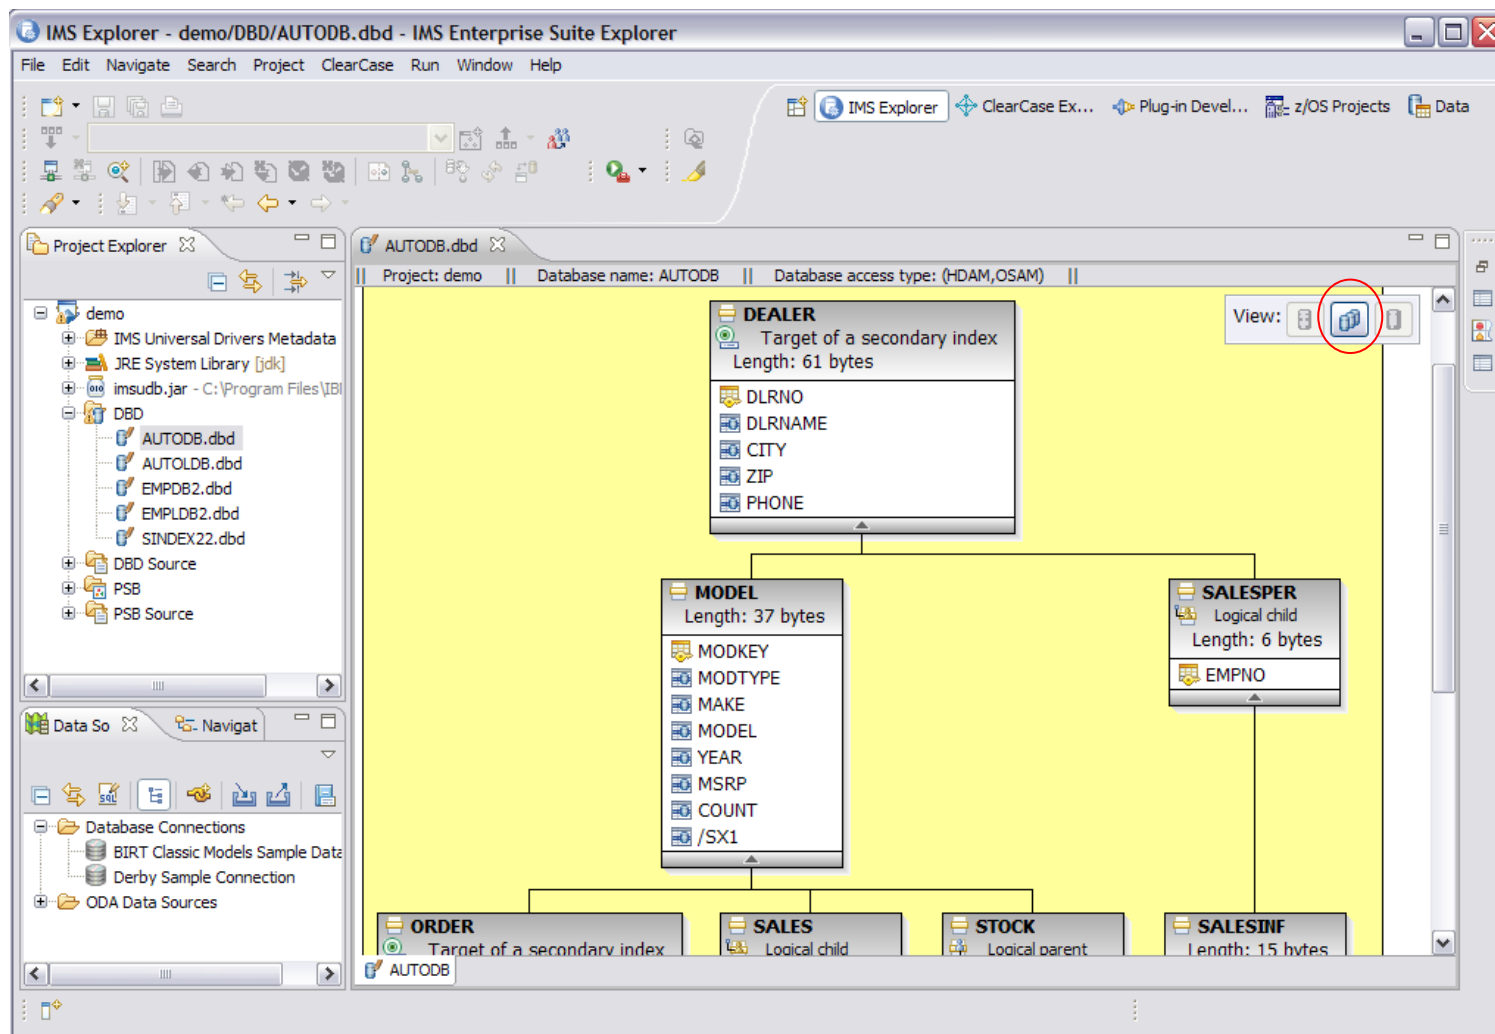 IMS Explorer - demo/DBD/AUTODB.dbd - IMS Enterprise Suite Explorer
File Edit Navigate Search Project ClearCase Run Window Help
IMS Explorer ClearCase Ex... Plug-in Devel... z/OS Projects Data
Project Explorer
demo
IMS Universal Drivers Metadata
JRE System Library [jdk]
imsudb.jar - C:\Program Files\IB
DBD
AUTODB.dbd
AUTOLDB.dbd
EMPDB2.dbd
EMPLDB2.dbd
SINDEX22.dbd
DBD Source
PSB
PSB Source
Data So Navigat
SQL
Database Connections
BIRT Classic Models Sample Data
Derby Sample Connection
ODA Data Sources
AUTODB.dbd
|| Project: demo || Database name: AUTODB || Database access type: (HDAM,OSAM) ||
View:
DEALER
Target of a secondary index
Length: 61 bytes
DLRNO
DLRNAME
CITY
ZIP
PHONE
MODEL
Length: 37 bytes
MODKEY
MODTYPE
MAKE
MODEL
YEAR
MSRP
COUNT
/SX1
SALESPER
Logical child
Length: 6 bytes
EMPNO
ORDER
Target of a secondary index
SALES
Logical child
STOCK
Logical parent
SALESINF
Length: 15 bytes
AUTODB